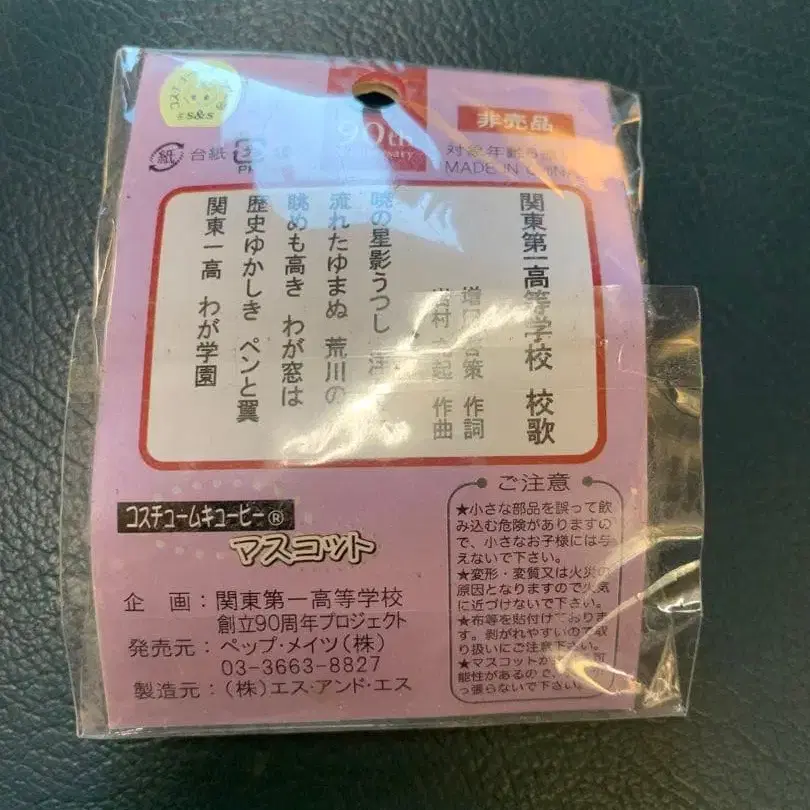 s&s
90th
非売品
紙 台紙
対象年齢
MADE IN CHINA
関東第一高等学校 校歌
作詞
作曲
暁の星影うつし
流れたゆまぬ 荒川の
眺めも高き わが窓は
歴史ゆかしき ペンと翼
関東一高 わが学園
コスチュームキューピー®
マスコット
企 画：関東第一高等学校
創立90周年プロジェクト
発売元：ペップ・メイツ(株)
03-3663-8827
製造元：(株)エス・アンド・エス
ご注意
★小さな部品を誤って飲
み込む危険がありますの
で、小さなお子様には与
えないで下さい。
★変形・変質又は火災の
原因となりますので火気
に近づけないで下さい。
★布等を貼付けておりま
す。剥がれやすいので取
り扱いにご注意下さい。
★マスコットが
能性があるので、
っ張らないで下さい。